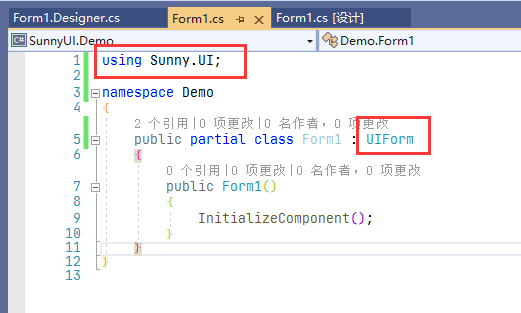 Form1.Designer.cs Form1.cs Form1.cs [设计]
SunnyUI.Demo Demo.Form1
1 using Sunny.UI;
2
3 namespace Demo
4 {
2 个引用|0 项更改|0 名作者，0 项更改
5 public partial class Form1 : UIForm
6 {
0 个引用|0 项更改|0 名作者，0 项更改
7 public Form1()
8 {
9 InitializeComponent();
10 }
11 }
12 }
13